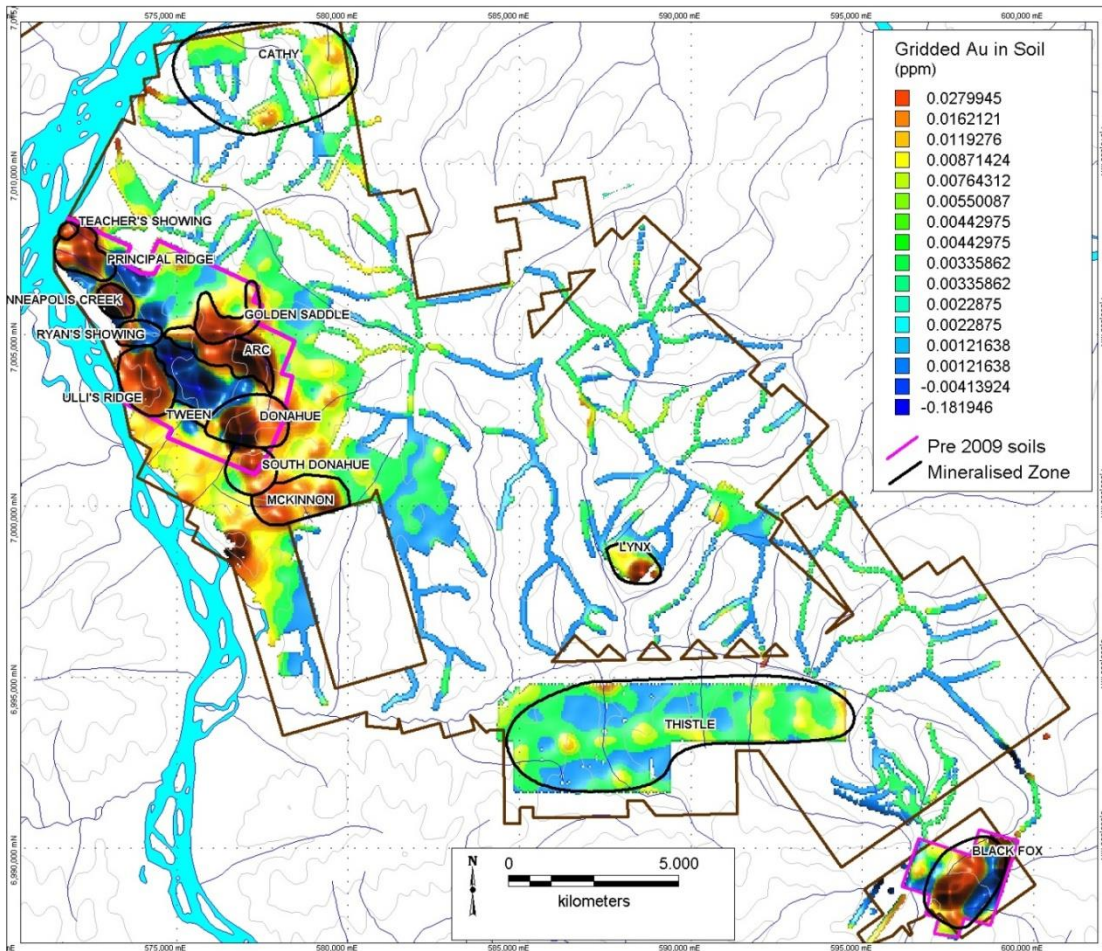 575,000 mE 580,000 mE 585,000 mE 590,000 mE 595,000 mE 600,000 mE
CATHY
Gridded Au in Soil
(ppm)
0.0279945
0.0162121
0.0119276
0.00871424
0.00764312
0.00550087
0.00442975
0.00442975
0.00335862
0.00335862
0.0022875
0.0022875
0.00121638
0.00121638
-0.00413924
-0.181946
Pre 2009 soils
Mineralised Zone
7,010,000 mN
TEACHER'S SHOWING
PRINCIPAL RIDGE
NNEAPOLIS CREEK
GOLDEN SADDLE
RYAN'S SHOWING
7,005,000 mN
ARC
ULLI'S RIDGE
TWEEN
DONAHUE
SOUTH DONAHUE
MCKINNON
7,000,000 mN
LYNX
6,995,000 mN
THISTLE
BLACK FOX
6,990,000 mN
N
0 5.000
kilometers
575,000 mE 580,000 mE 585,000 mE 590,000 mE 595,000 mE 600,000 mE